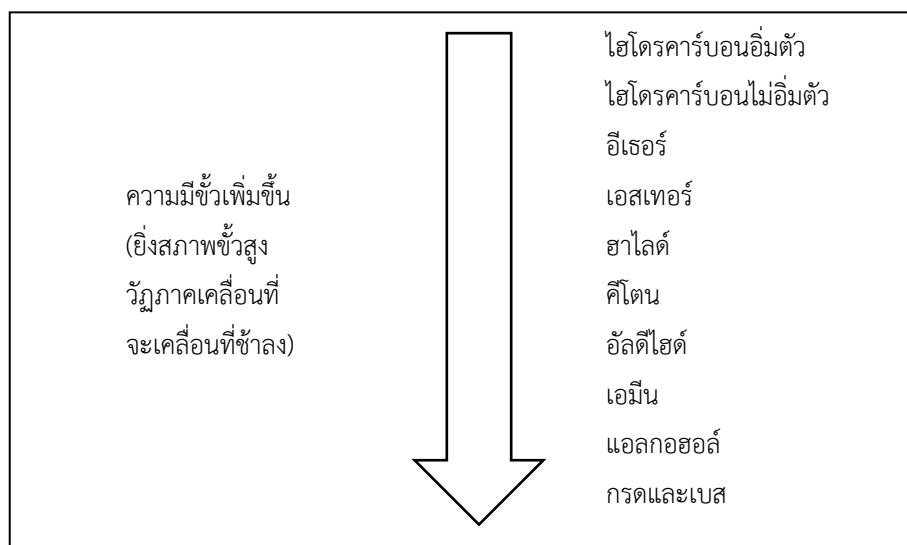 ความมีขั้วเพิ่มขึ้น
(ยิ่งสภาพขั้วสูง
วัฏภาคเคลื่อนที่
จะเคลื่อนที่ช้าลง)
ไฮโดรคาร์บอนอิ่มตัว
ไฮโดรคาร์บอนไม่อิ่มตัว
อีเธอร์
เอสเทอร์
ฮาไลด์
คีโตน
อัลดีไฮด์
เอมีน
แอลกอฮอล์
กรดและเบส